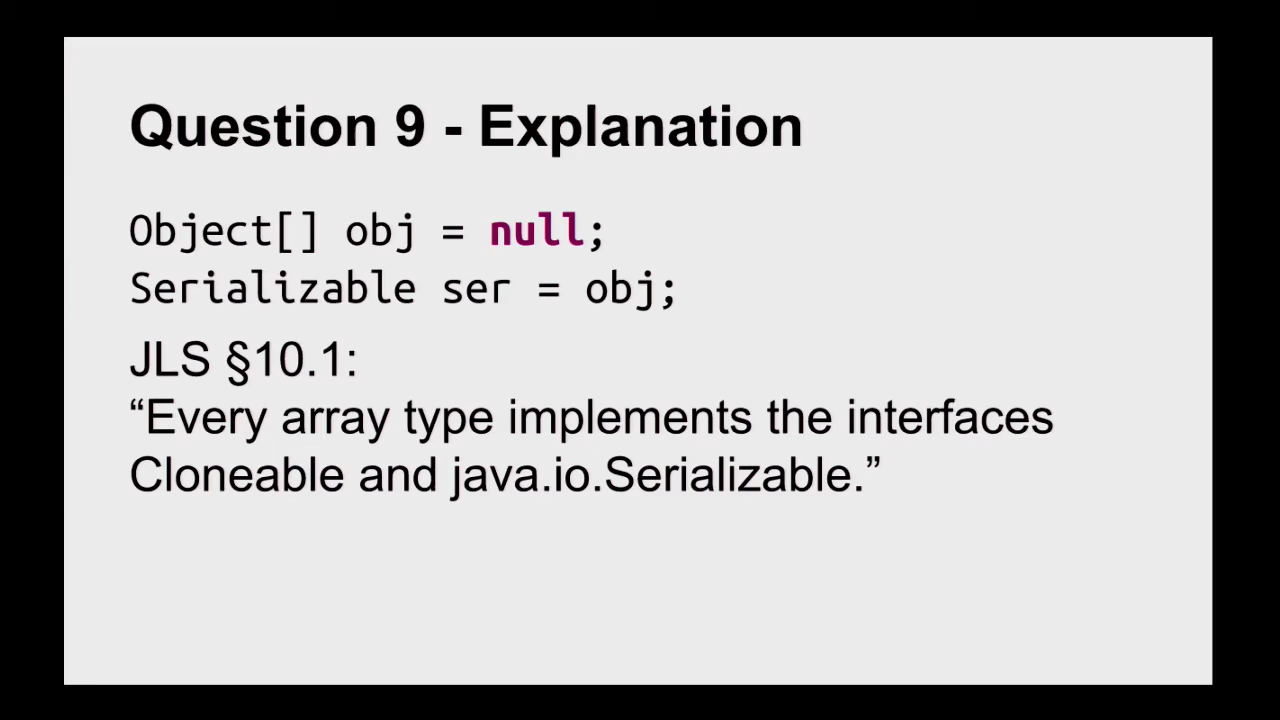 Question 9 - Explanation
Object[] obj = null;
Serializable ser = obj;
JLS §10.1:
“Every array type implements the interfaces
Cloneable and java.io.Serializable.”